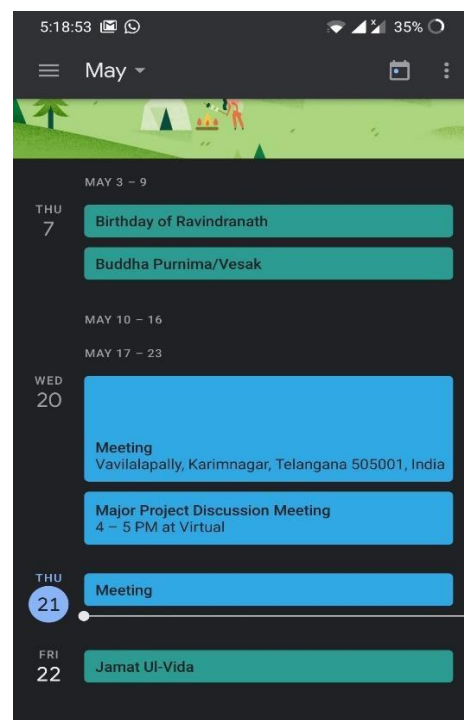 5:18:53
35%
May
MAY 3 – 9
THU
7
Birthday of Ravindranath
Buddha Purnima/Vesak
MAY 10 – 16
MAY 17 – 23
WED
20
Meeting
Vavilalapally, Karimnagar, Telangana 505001, India
Major Project Discussion Meeting
4 – 5 PM at Virtual
THU
21
Meeting
FRI
22
Jamat Ul-Vida